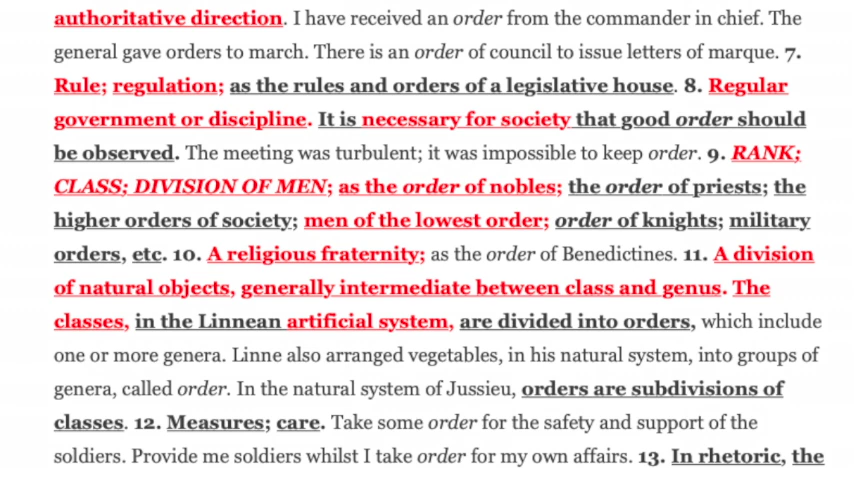 authoritative direction. I have received an order from the commander in chief. The
general gave orders to march. There is an order of council to issue letters of marque. 7.
Rule; regulation; as the rules and orders of a legislative house. 8. Regular
government or discipline. It is necessary for society that good order should
be observed. The meeting was turbulent; it was impossible to keep order. 9. RANK;
CLASS; DIVISION OF MEN; as the order of nobles; the order of priests; the
higher orders of society; men of the lowest order; order of knights; military
orders, etc. 10. A religious fraternity; as the order of Benedictines. 11. A division
of natural objects, generally intermediate between class and genus. The
classes, in the Linnean artificial system, are divided into orders, which include
one or more genera. Linne also arranged vegetables, in his natural system, into groups of
genera, called order. In the natural system of Jussieu, orders are subdivisions of
classes. 12. Measures; care. Take some order for the safety and support of the
soldiers. Provide me soldiers whilst I take order for my own affairs. 13. In rhetoric, the